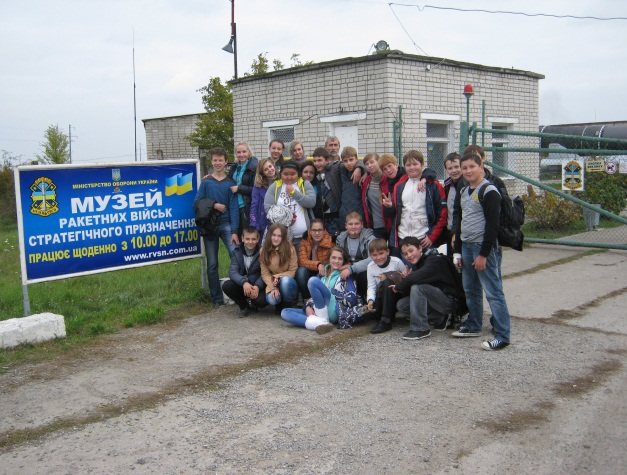 МІНІСТЕРСТВО ОБОРОНИ УКРАЇНИ
МУЗЕЙ
РАКЕТНИХ ВІЙСЬК
СТРАТЕГІЧНОГО ПРИЗНАЧЕННЯ
ПРАЦЮЄ ЩОДЕННО З 10.00 ДО 17.00
www.rvsn.com.ua